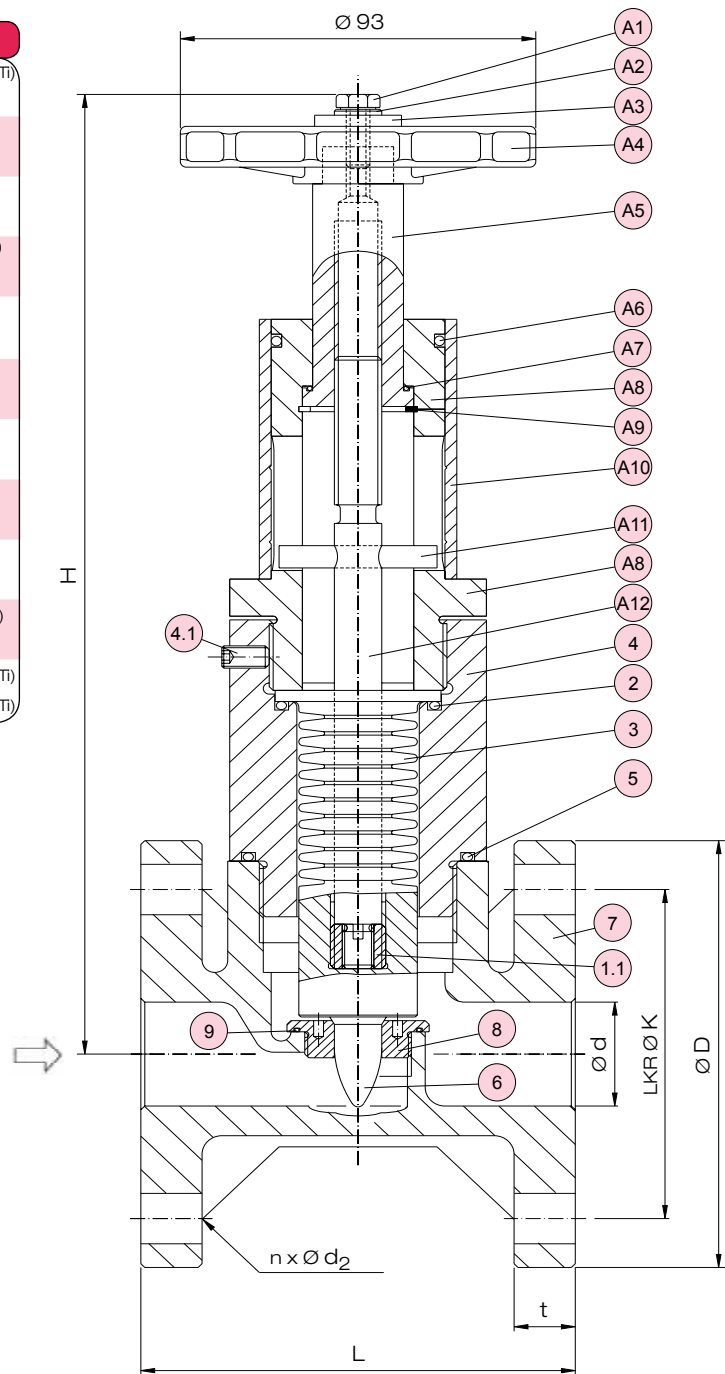 Ti)
)
)
Ti)
Ti)
Ø 93
A1
A2
A3
A4
A5
A6
A7
A8
A9
A10
A11
A8
A12
4.1
4
2
3
5
7
1.1
9
8
6
H
Ø d
LKR Ø K
Ø D
n x Ø d₂
t
L